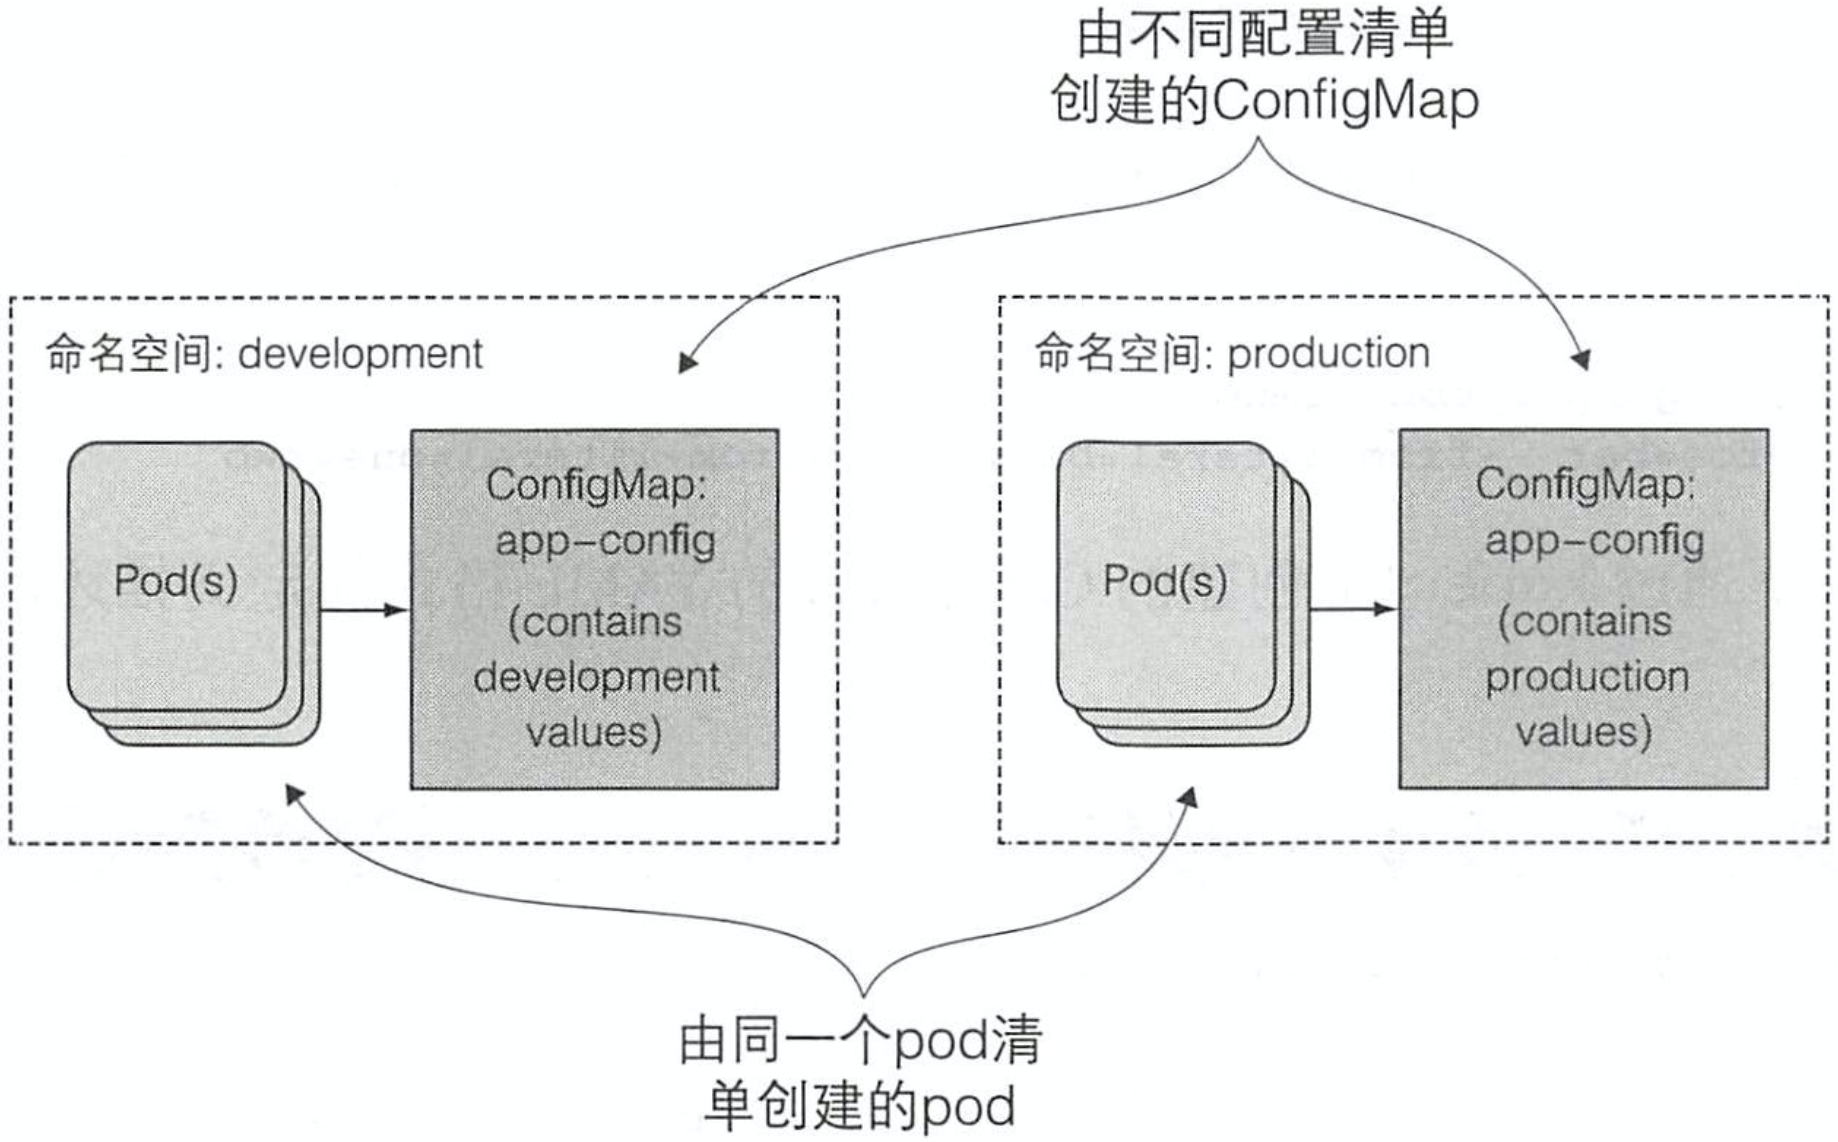 由不同配置清单
创建的ConfigMap
命名空间: development
Pod(s)
ConfigMap:
app-config
(contains
development
values)
命名空间: production
Pod(s)
ConfigMap:
app-config
(contains
production
values)
由同一个pod清
单创建的pod